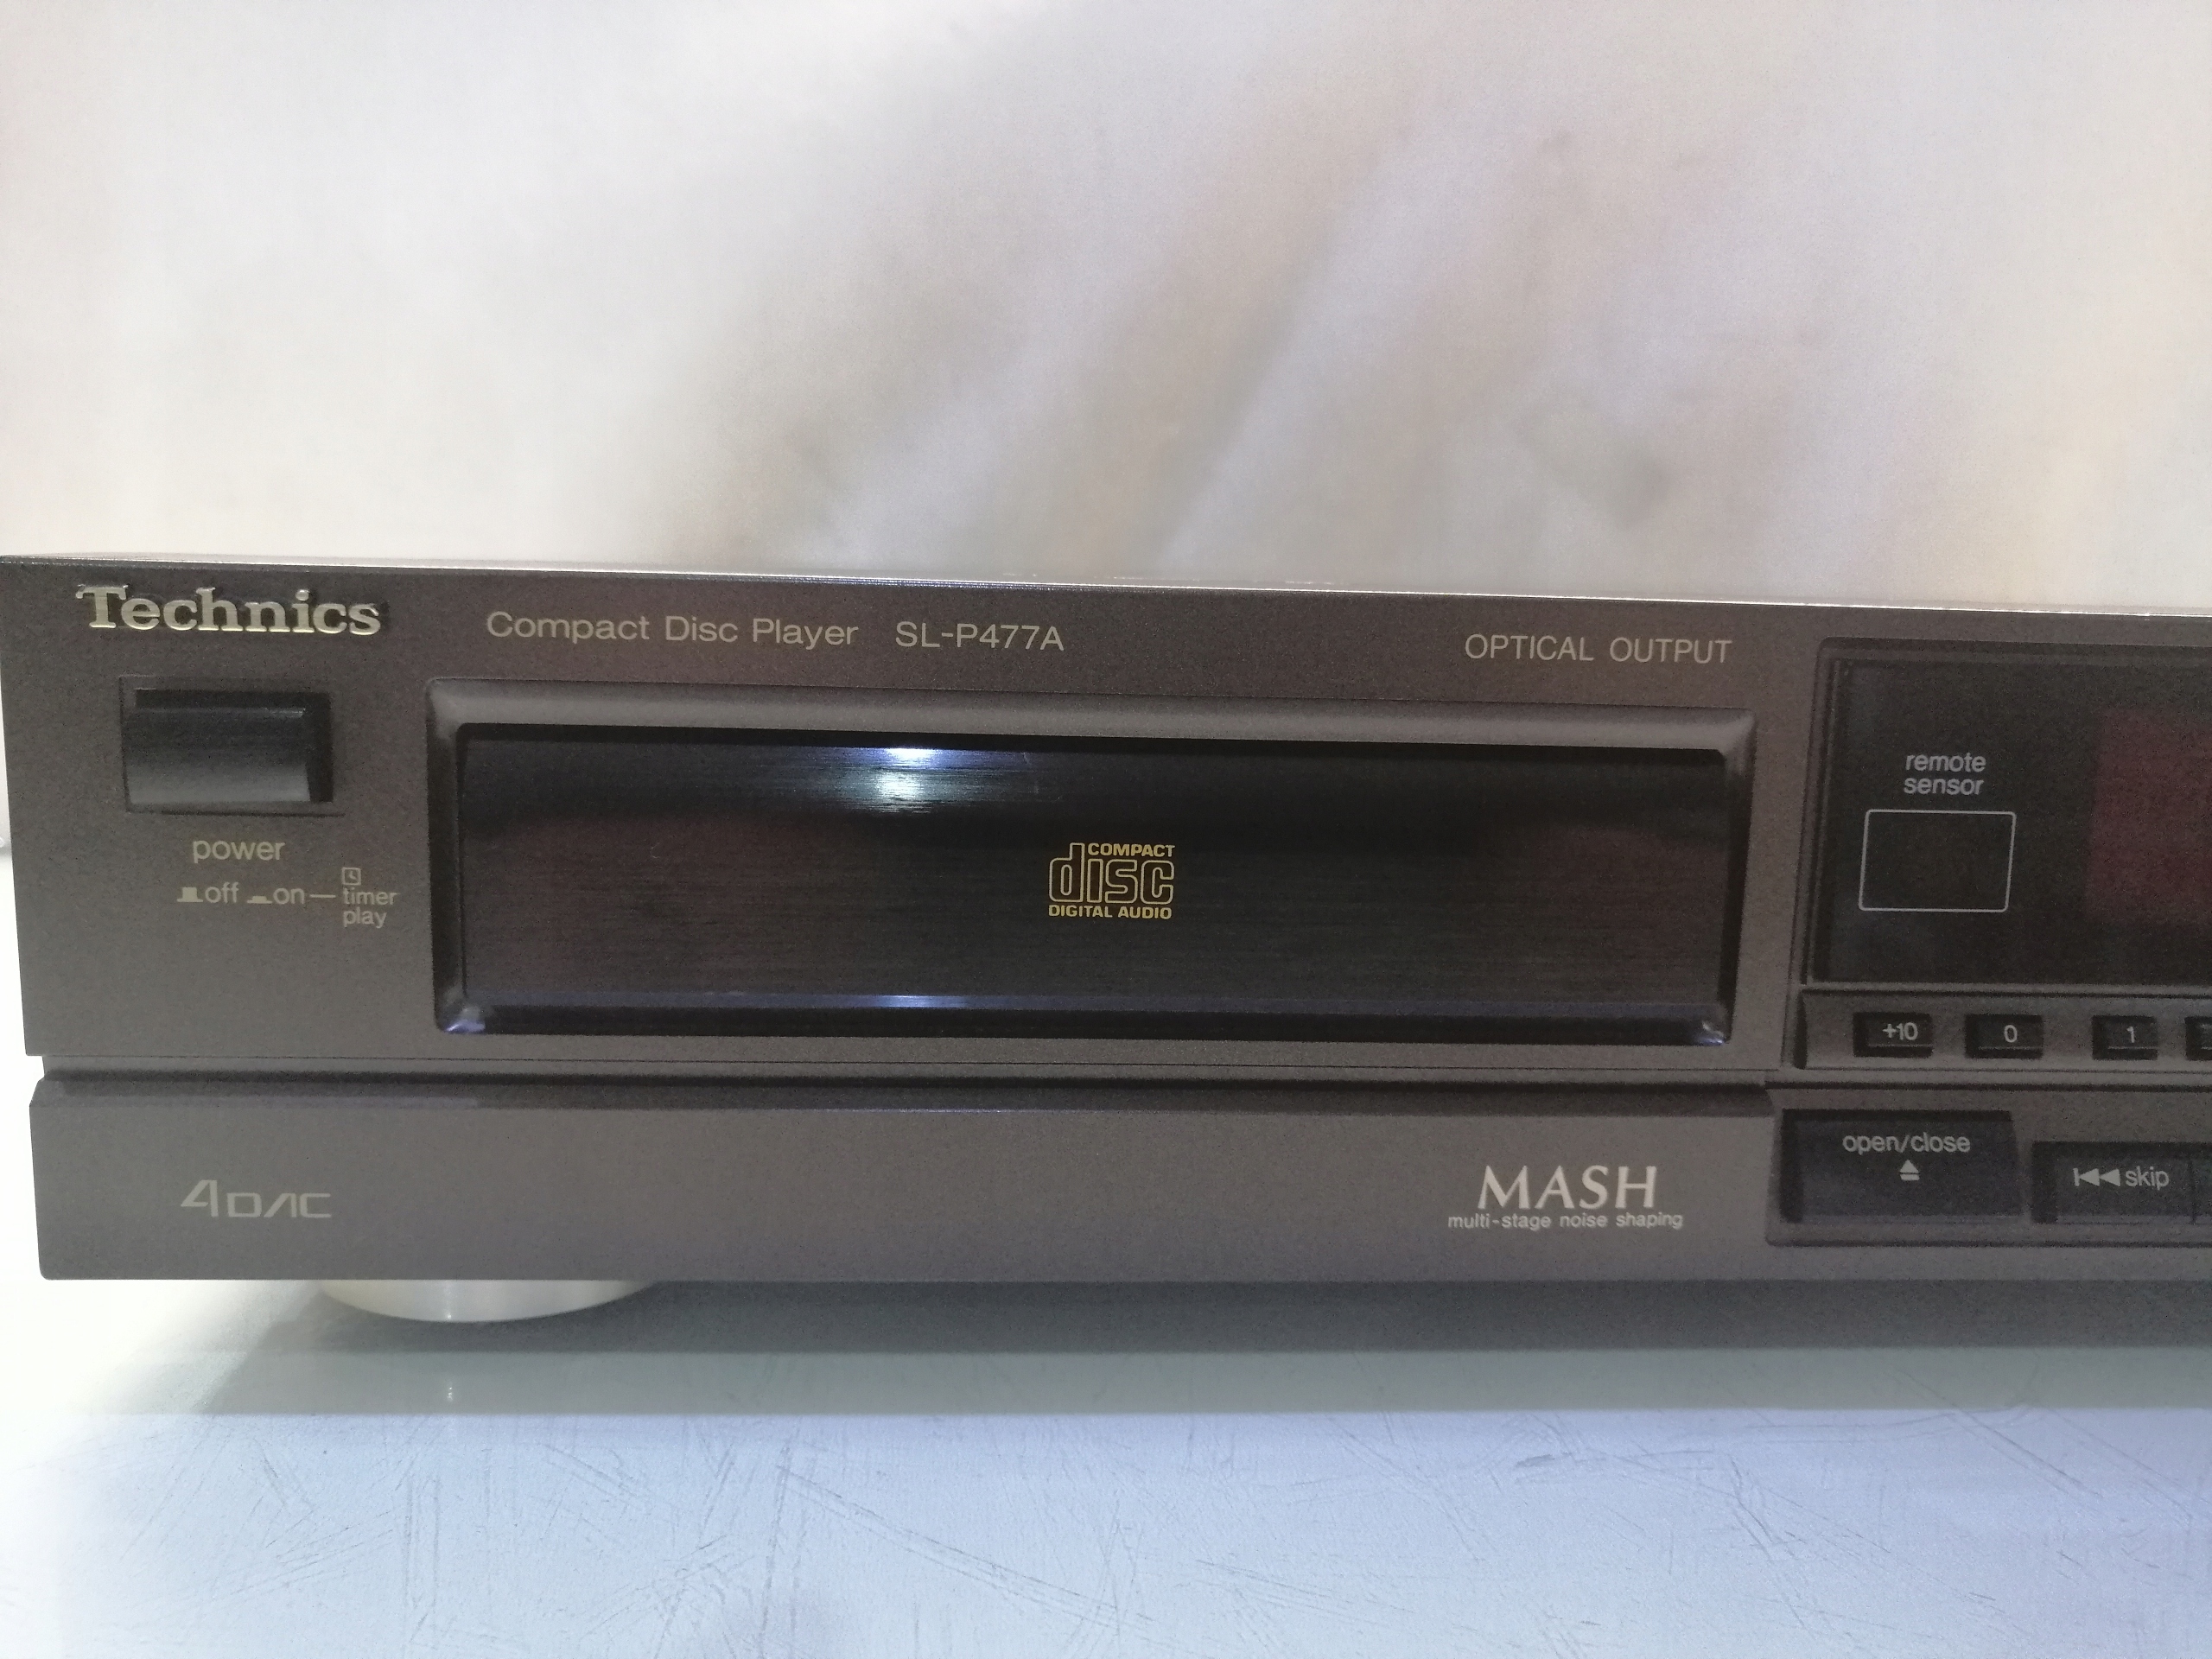 Technics
Compact Disc Player SL-P477A
OPTICAL OUTPUT
power
off on timer
play
COMPACT
disc
DIGITAL AUDIO
remote
sensor
+10 0 1
open/close
skip
4DAC
MASH
multi-stage noise shaping